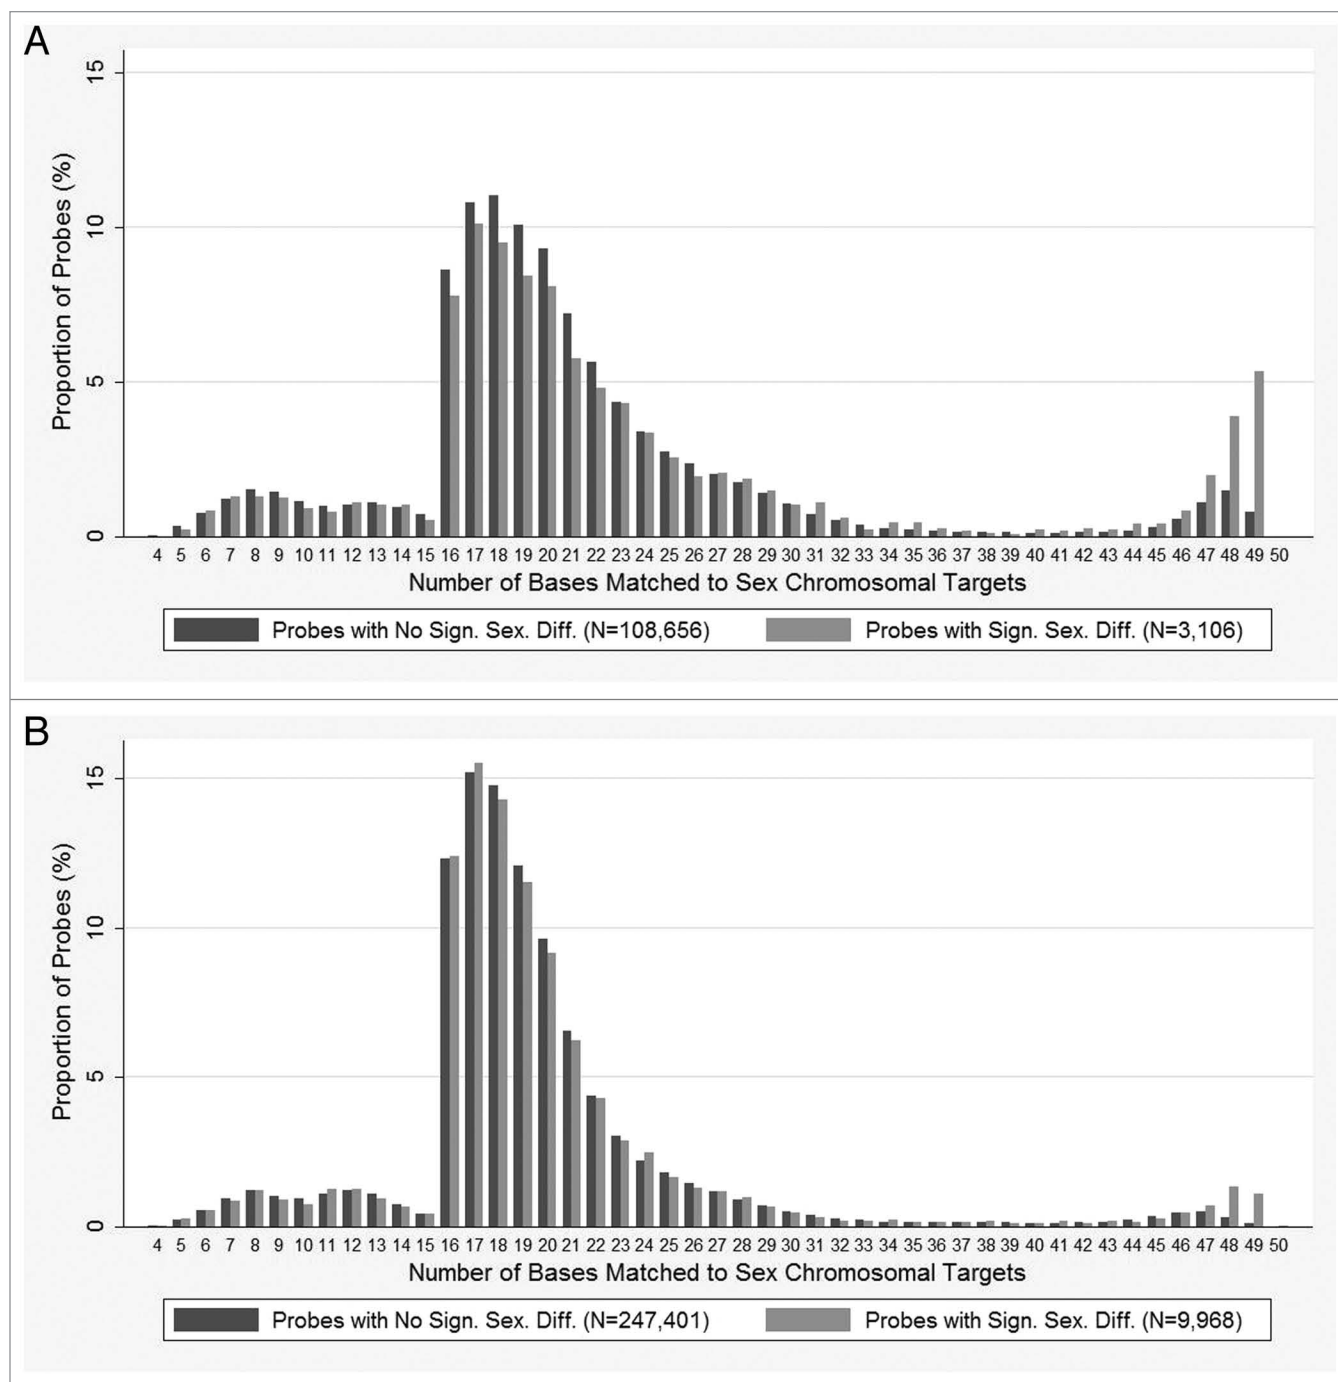 A
15
10
5
0
Proportion of Probes (%)
4 5 6 7 8 9 10 11 12 13 14 15 16 17 18 19 20 21 22 23 24 25 26 27 28 29 30 31 32 33 34 35 36 37 38 39 40 41 42 43 44 45 46 47 48 49 50
Number of Bases Matched to Sex Chromosomal Targets
Probes with No Sign. Sex. Diff. (N=108,656) Probes with Sign. Sex. Diff. (N=3,106)
B
15
10
5
0
Proportion of Probes (%)
4 5 6 7 8 9 10 11 12 13 14 15 16 17 18 19 20 21 22 23 24 25 26 27 28 29 30 31 32 33 34 35 36 37 38 39 40 41 42 43 44 45 46 47 48 49 50
Number of Bases Matched to Sex Chromosomal Targets
Probes with No Sign. Sex. Diff. (N=247,401) Probes with Sign. Sex. Diff. (N=9,968)